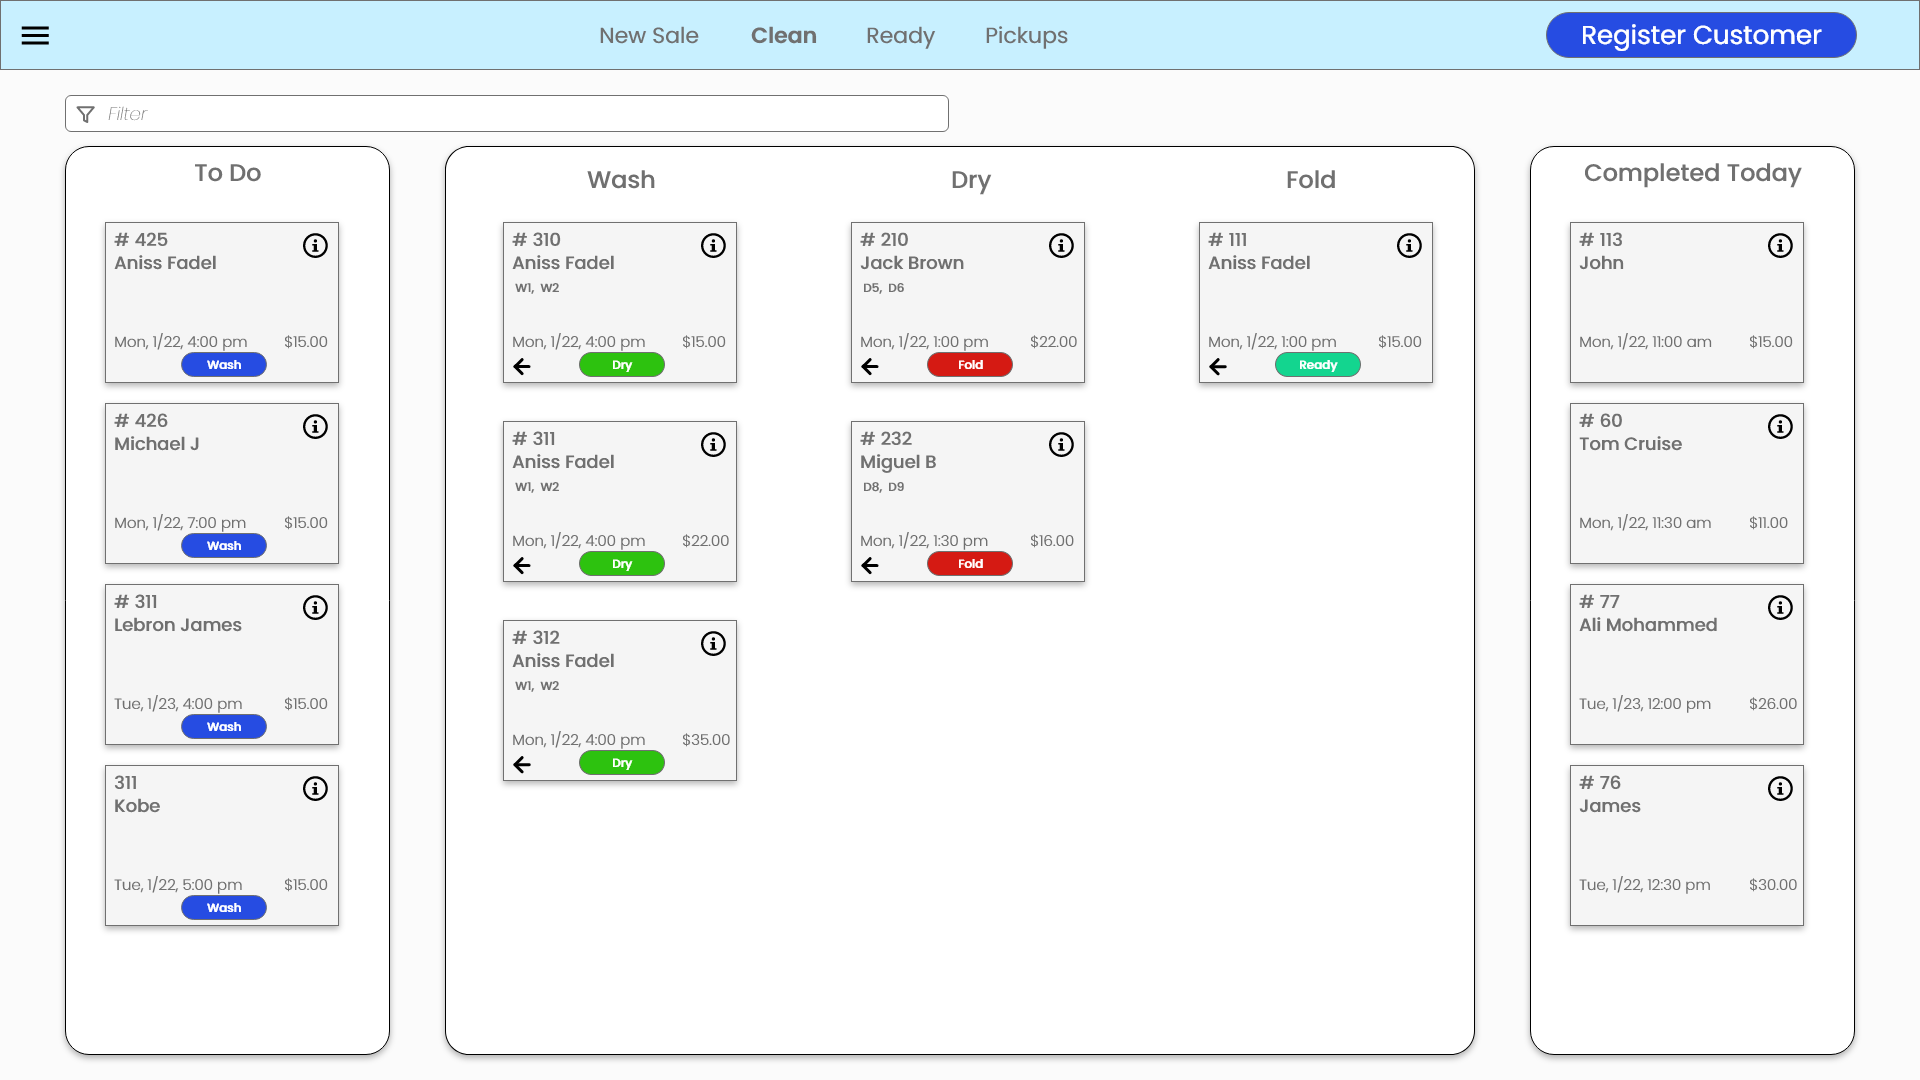 New Sale Clean Ready Pickups Register Customer
Filter
To Do
# 425
Aniss Fadel
Mon, 1/22, 4:00 pm $15.00
Wash
# 426
Michael J
Mon, 1/22, 7:00 pm $15.00
Wash
# 311
Lebron James
Tue, 1/23, 4:00 pm $15.00
Wash
311
Kobe
Tue, 1/22, 5:00 pm $15.00
Wash
Wash
# 310
Aniss Fadel
W1, W2
Mon, 1/22, 4:00 pm $15.00
Dry
# 311
Aniss Fadel
W1, W2
Mon, 1/22, 4:00 pm $22.00
Dry
# 312
Aniss Fadel
W1, W2
Mon, 1/22, 4:00 pm $35.00
Dry
Dry
# 210
Jack Brown
D5, D6
Mon, 1/22, 1:00 pm $22.00
Fold
# 232
Miguel B
D8, D9
Mon, 1/22, 1:30 pm $16.00
Fold
Fold
# 111
Aniss Fadel
Mon, 1/22, 1:00 pm $15.00
Ready
Completed Today
# 113
John
Mon, 1/22, 11:00 am $15.00
# 60
Tom Cruise
Mon, 1/22, 11:30 am $11.00
# 77
Ali Mohammed
Tue, 1/23, 12:00 pm $26.00
# 76
James
Tue, 1/22, 12:30 pm $30.00